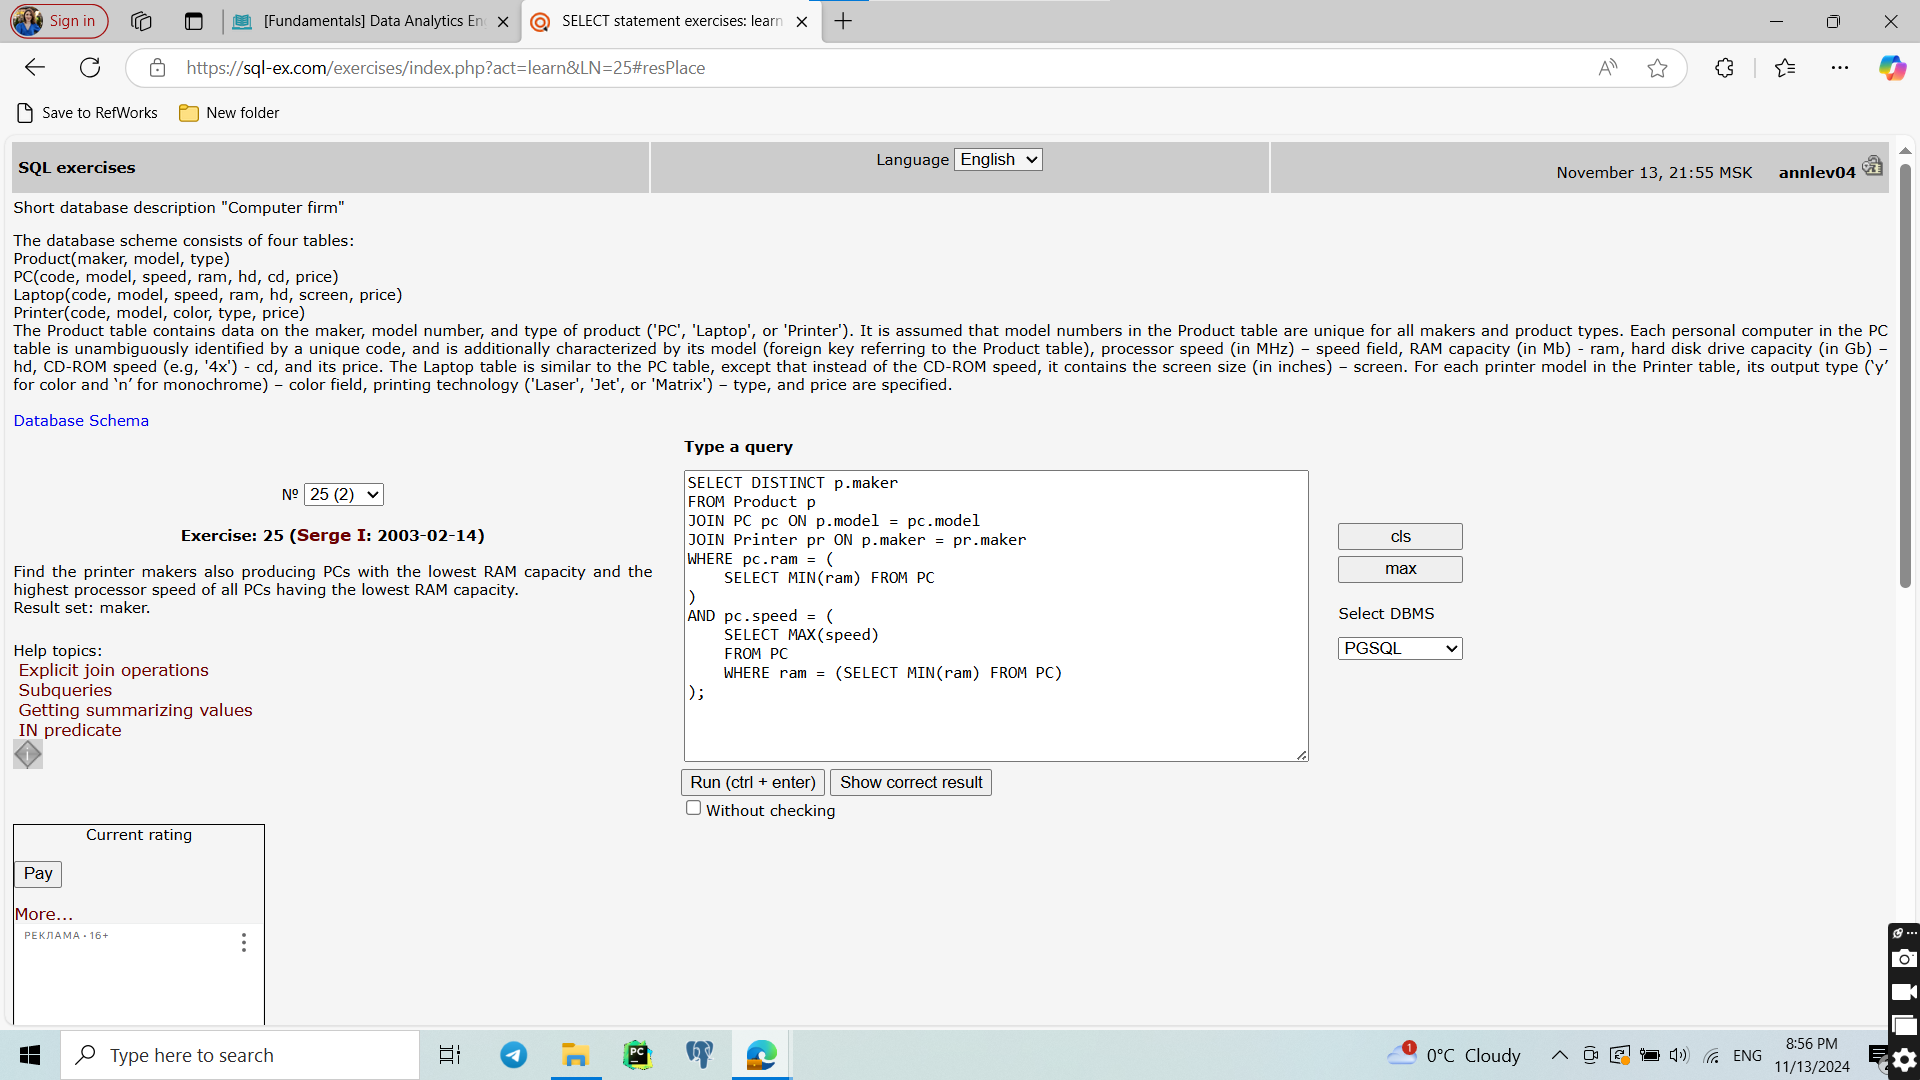 Sign in
[Fundamentals] Data Analytics En
SELECT statement exercises: learn
https://sql-ex.com/exercises/index.php?act=learn&LN=25#resPlace
Save to RefWorks
New folder
SQL exercises
Language English
November 13, 21:55 MSK annlev04
Short database description "Computer firm"
The database scheme consists of four tables:
Product(maker, model, type)
PC(code, model, speed, ram, hd, cd, price)
Laptop(code, model, speed, ram, hd, screen, price)
Printer(code, model, color, type, price)
The Product table contains data on the maker, model number, and type of product ('PC', 'Laptop', or 'Printer'). It is assumed that model numbers in the Product table are unique for all makers and product types. Each personal computer in the PC
table is unambiguously identified by a unique code, and is additionally characterized by its model (foreign key referring to the Product table), processor speed (in MHz) – speed field, RAM capacity (in Mb) - ram, hard disk drive capacity (in Gb) –
hd, CD-ROM speed (e.g, '4x') - cd, and its price. The Laptop table is similar to the PC table, except that instead of the CD-ROM speed, it contains the screen size (in inches) – screen. For each printer model in the Printer table, its output type (‘y’
for color and ‘n’ for monochrome) – color field, printing technology ('Laser', 'Jet', or 'Matrix') – type, and price are specified.
Database Schema
Type a query
№ 25 (2)
Exercise: 25 (Serge I: 2003-02-14)
Find the printer makers also producing PCs with the lowest RAM capacity and the
highest processor speed of all PCs having the lowest RAM capacity.
Result set: maker.
Help topics:
Explicit join operations
Subqueries
Getting summarizing values
IN predicate
SELECT DISTINCT p.maker
FROM Product p
JOIN PC pc ON p.model = pc.model
JOIN Printer pr ON p.maker = pr.maker
WHERE pc.ram = (
SELECT MIN(ram) FROM PC
)
AND pc.speed = (
SELECT MAX(speed)
FROM PC
WHERE ram = (SELECT MIN(ram) FROM PC)
);
cls
max
Select DBMS
PGSQL
Run (ctrl + enter)
Show correct result
Without checking
Current rating
Pay
More...
РЕКЛАМА • 16+
Type here to search
PC
1
0°C Cloudy
ENG
8:56 PM
11/13/2024